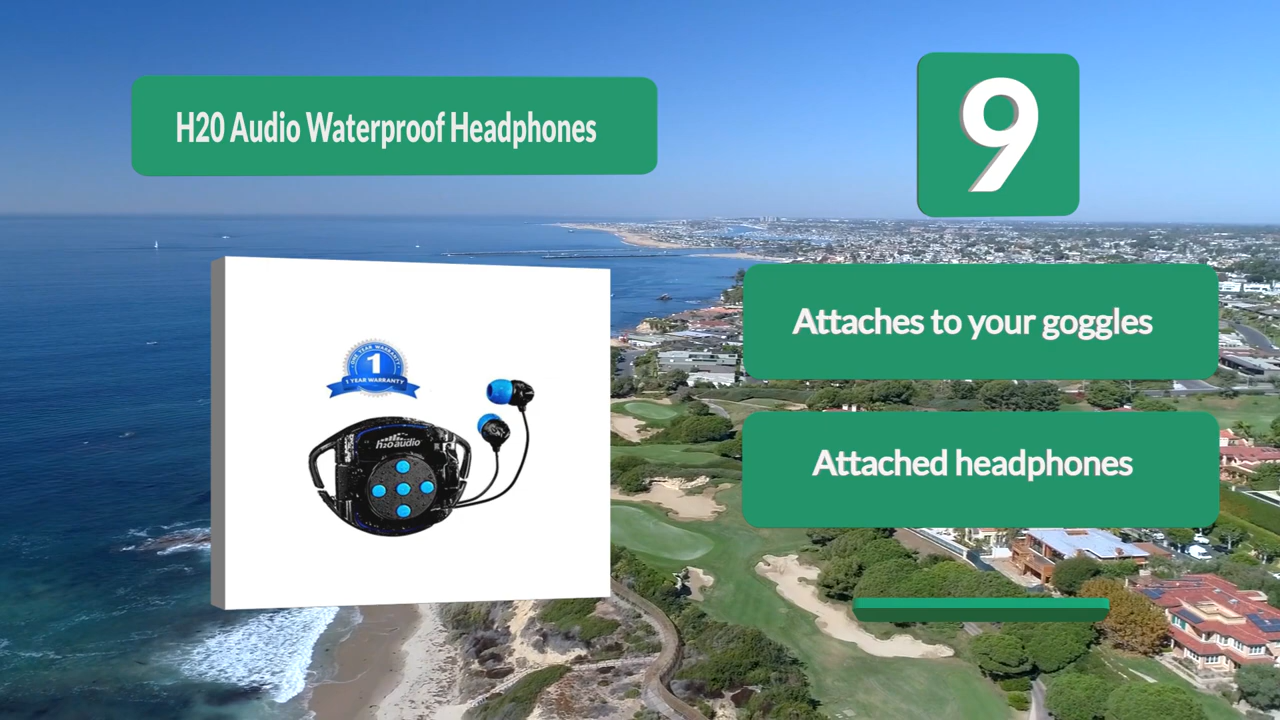 H20 Audio Waterproof Headphones
9
Attaches to your goggles
Attached headphones
1
1 YEAR WARRANTY
h2o audio